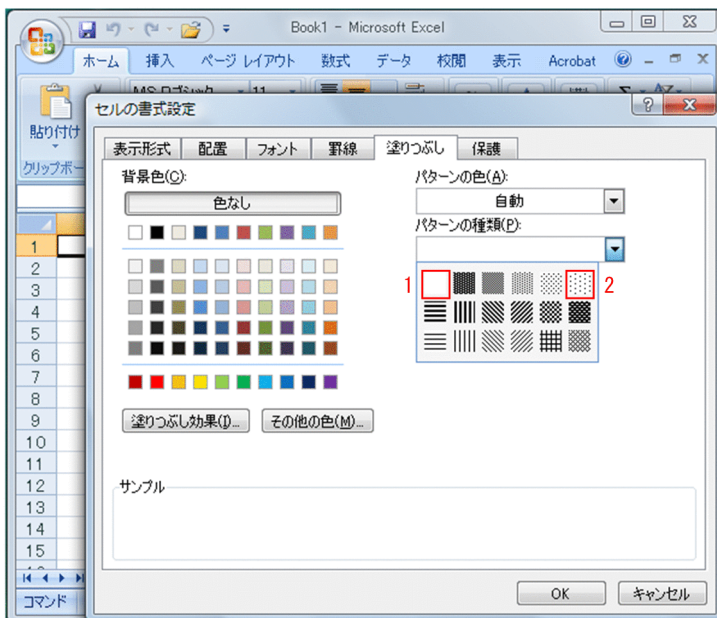 Book1 - Microsoft Excel
ホーム 挿入 ページ レイアウト 数式 データ 校閲 表示 Acrobat
貼り付け
クリップボー
セルの書式設定
表示形式 配置 フォント 罫線 塗りつぶし 保護
背景色(C):
色なし
塗りつぶし効果(I)... その他の色(M)...
パターンの色(A):
自動
パターンの種類(P):
1 2
サンプル
OK キャンセル
1
2
3
4
5
6
7
8
9
10
11
12
13
14
15
コマンド